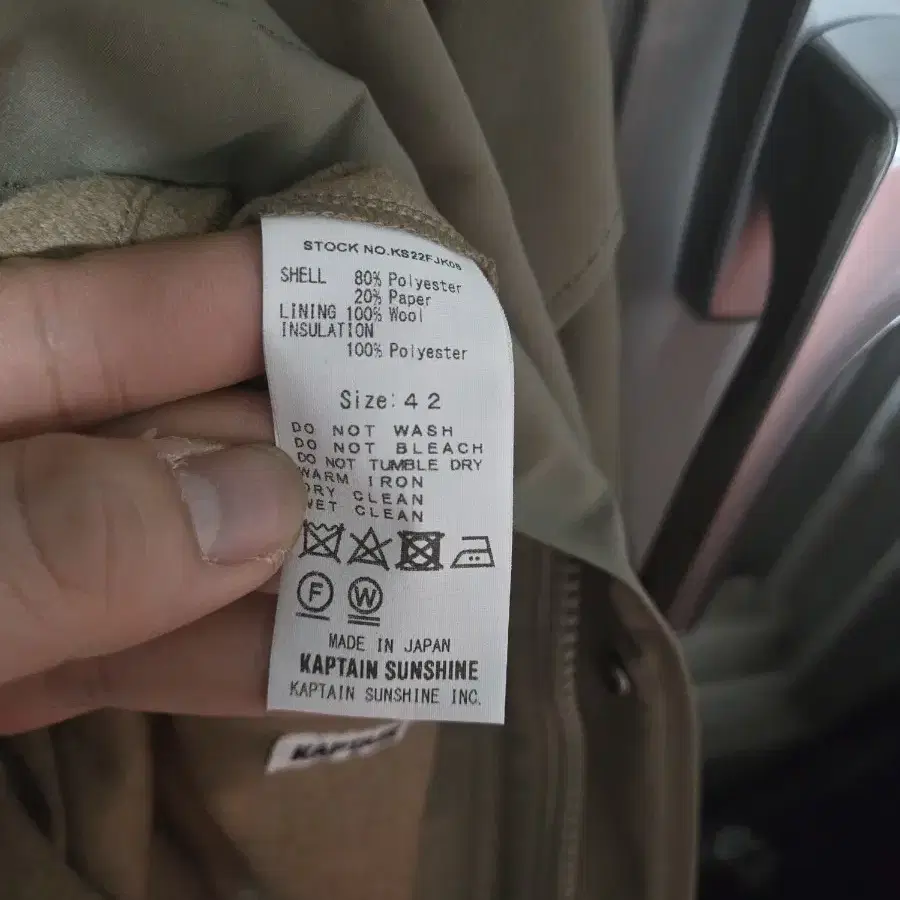 STOCK NO.KS22FJK08
SHELL 80% Polyester
20% Paper
LINING 100% Wool
INSULATION
100% Polyester
Size: 42
DO NOT WASH
DO NOT BLEACH
DO NOT TUMBLE DRY
WARM IRON
DRY CLEAN
WET CLEAN
F W
MADE IN JAPAN
KAPTAIN SUNSHINE
KAPTAIN SUNSHINE INC.